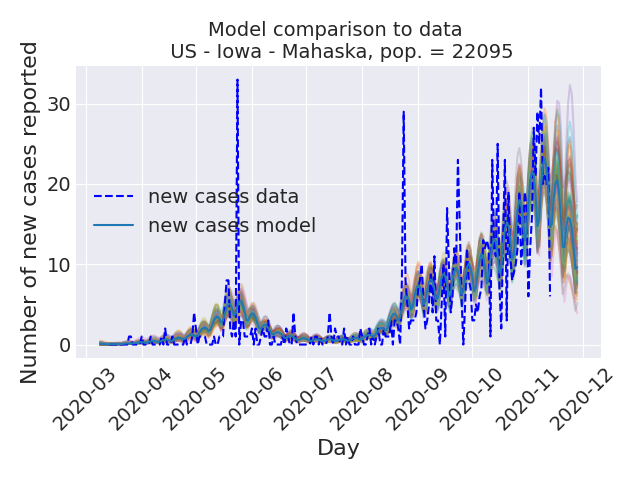 Model comparison to data
US - Iowa - Mahaska, pop. = 22095
Number of new cases reported
30
20
10
0
new cases data
new cases model
2020-03
2020-04
2020-05
2020-06
2020-07
2020-08
2020-09
2020-10
2020-11
2020-12
Day